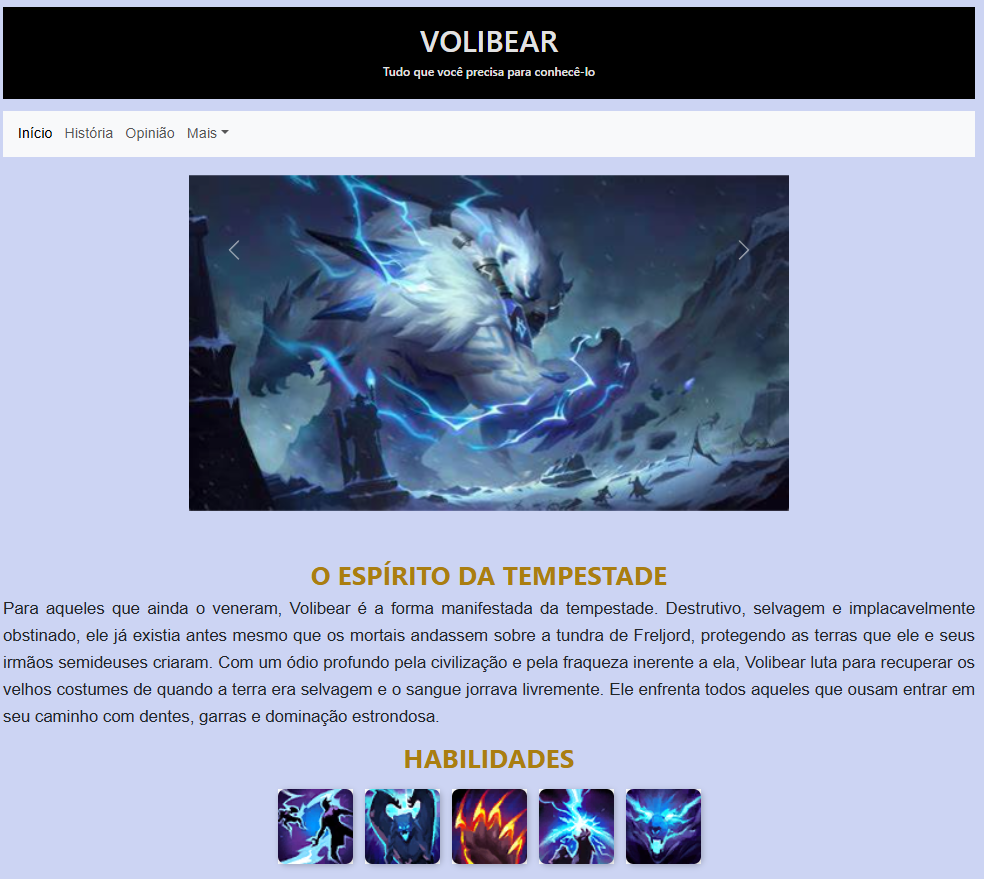 VOLIBEAR
Tudo que você precisa para conhecê-lo
Início História Opinião Mais
O ESPÍRITO DA TEMPESTADE
Para aqueles que ainda o veneram, Volibear é a forma manifestada da tempestade. Destrutivo, selvagem e implacavelmente
obstinado, ele já existia antes mesmo que os mortais andassem sobre a tundra de Freljord, protegendo as terras que ele e seus
irmãos semideuses criaram. Com um ódio profundo pela civilização e pela fraqueza inerente a ela, Volibear luta para recuperar os
velhos costumes de quando a terra era selvagem e o sangue jorrava livremente. Ele enfrenta todos aqueles que ousam entrar em
seu caminho com dentes, garras e dominação estrondosa.
HABILIDADES